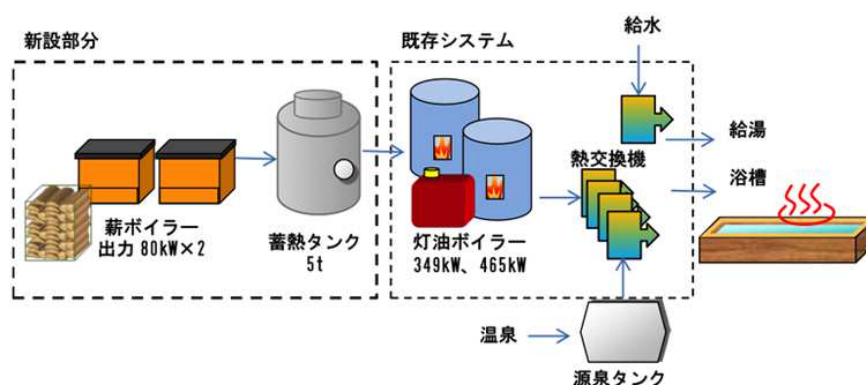 新設部分
既存システム
給水
給湯
熱交換機
浴槽
薪ボイラー
出力 80kW×2
蓄熱タンク
5t
灯油ボイラー
349kW、465kW
温泉
源泉タンク